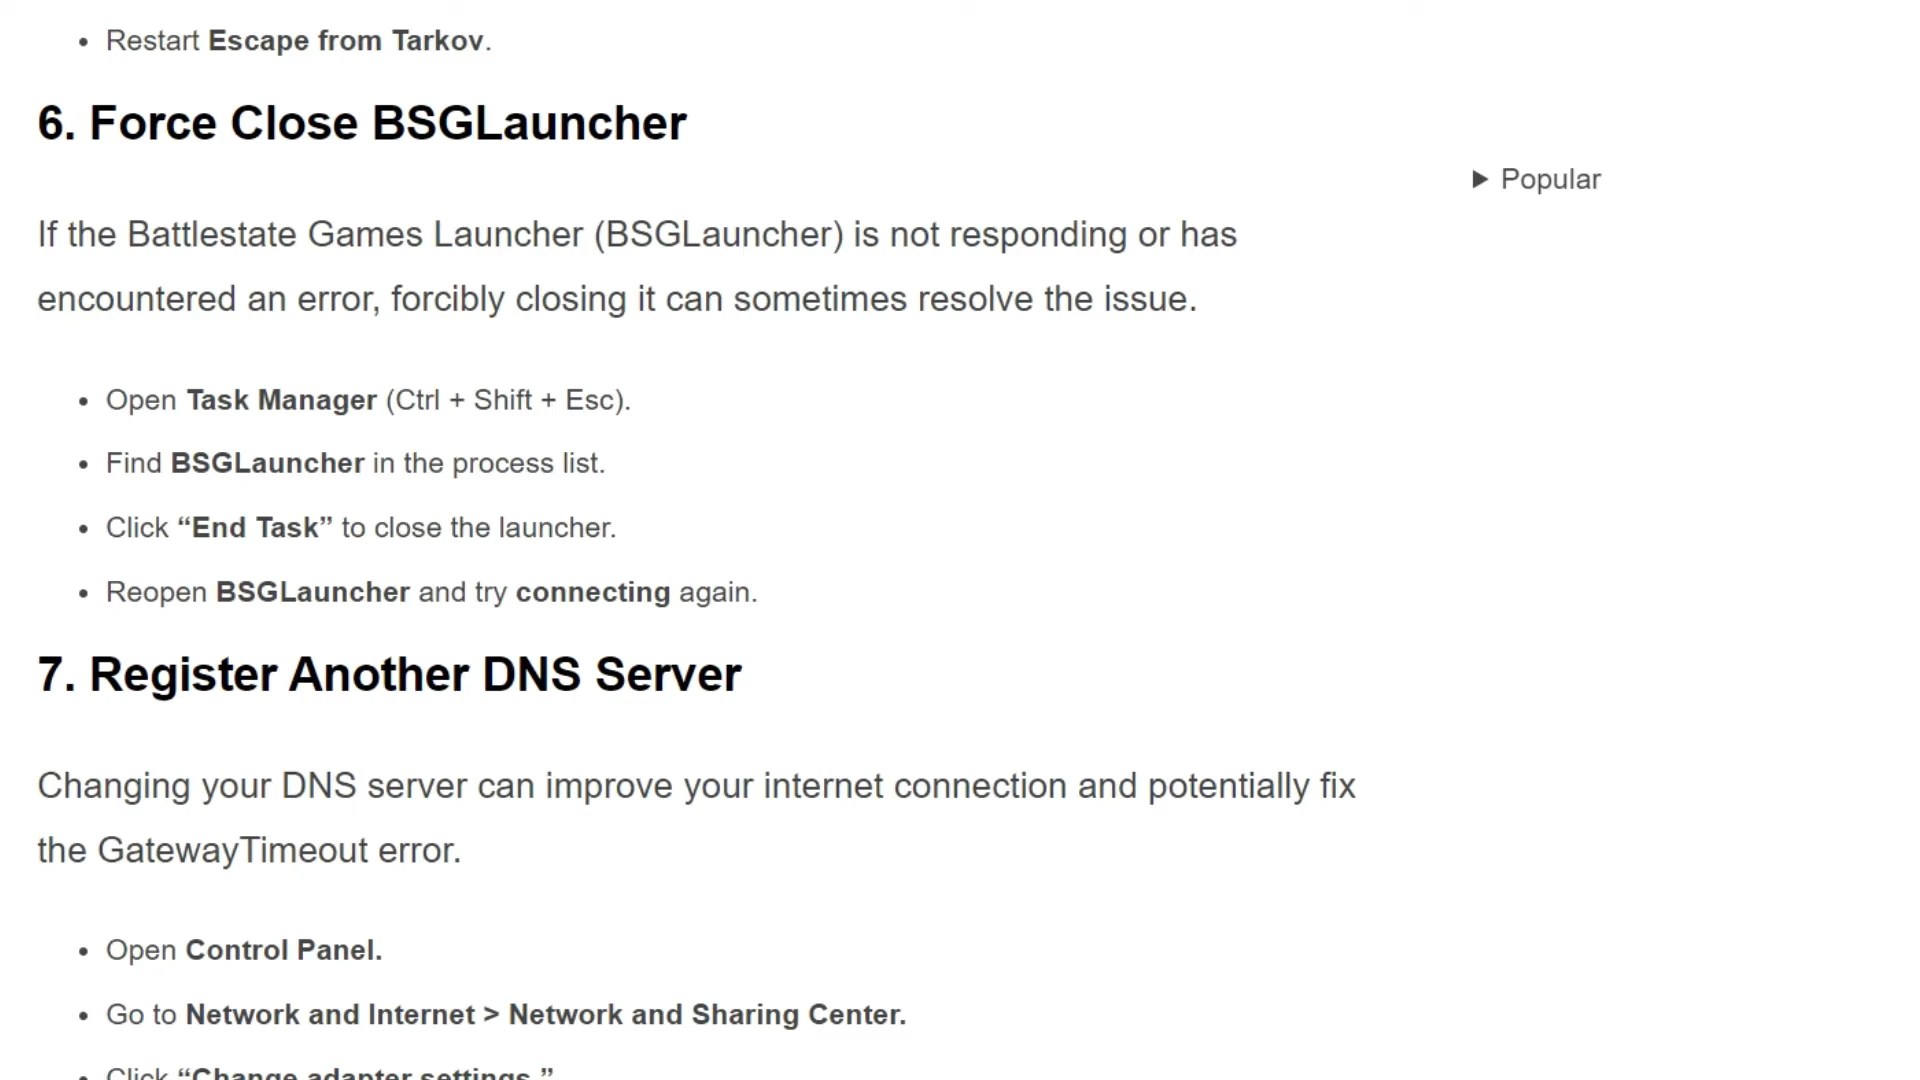 • Restart Escape from Tarkov.
6. Force Close BSGLauncher
▶ Popular
If the Battlestate Games Launcher (BSGLauncher) is not responding or has
encountered an error, forcibly closing it can sometimes resolve the issue.
• Open Task Manager (Ctrl + Shift + Esc).
• Find BSGLauncher in the process list.
• Click “End Task” to close the launcher.
• Reopen BSGLauncher and try connecting again.
7. Register Another DNS Server
Changing your DNS server can improve your internet connection and potentially fix
the GatewayTimeout error.
• Open Control Panel.
• Go to Network and Internet > Network and Sharing Center.
• Click “Change adapter settings.”